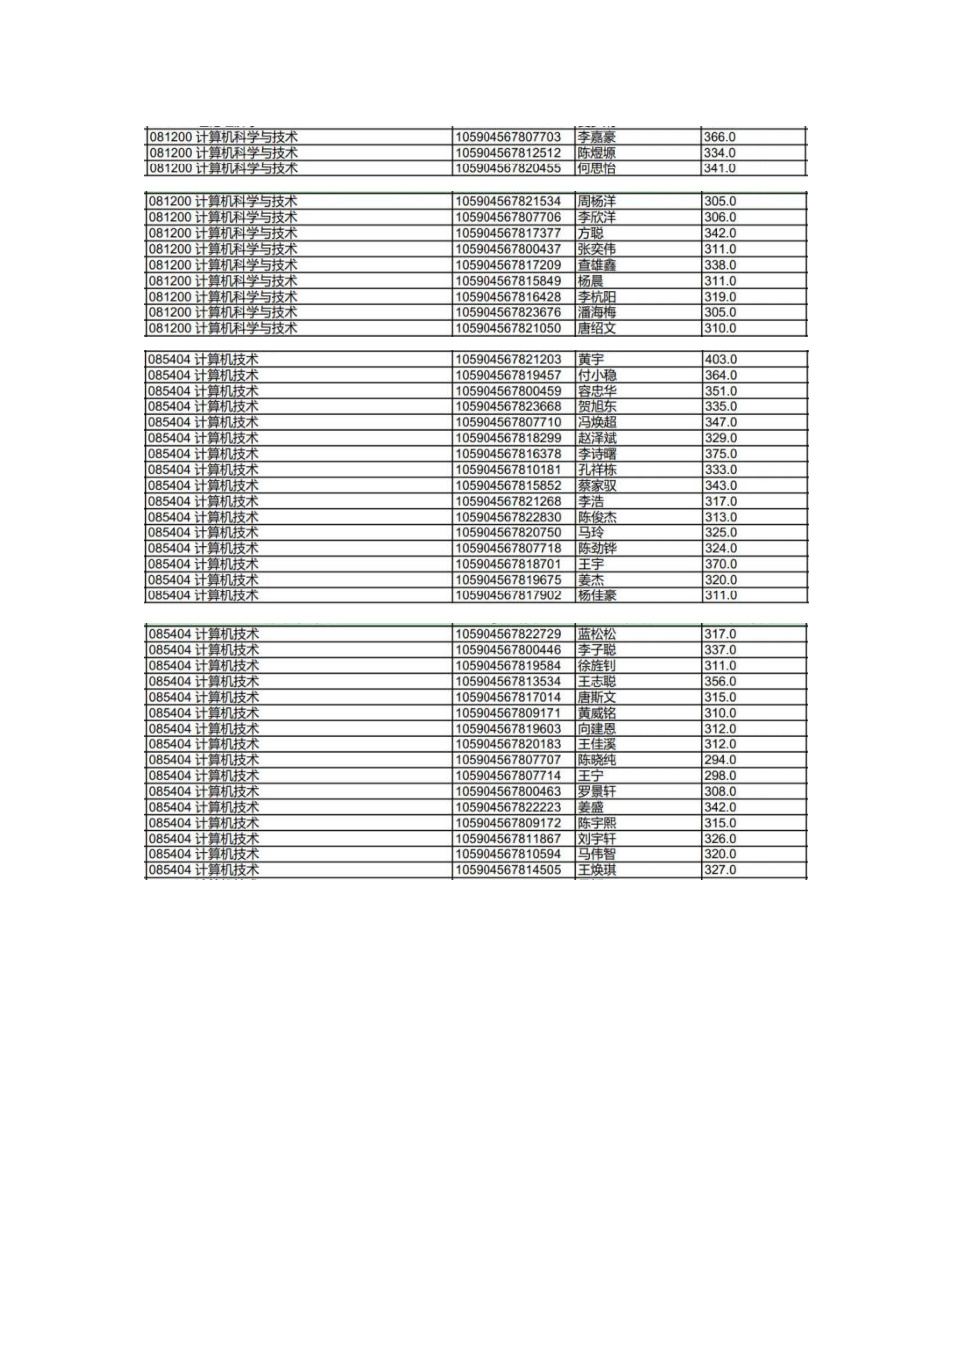 081200 计算机科学与技术 105904567807703 李嘉豪 366.0
081200 计算机科学与技术 105904567812512 陈煜塬 334.0
081200 计算机科学与技术 105904567820455 何思怡 341.0
081200 计算机科学与技术 105904567821534 周杨洋 305.0
081200 计算机科学与技术 105904567807706 李欣洋 306.0
081200 计算机科学与技术 105904567817377 方聪 342.0
081200 计算机科学与技术 105904567800437 张奕伟 311.0
081200 计算机科学与技术 105904567817209 查雄鑫 338.0
081200 计算机科学与技术 105904567815849 杨晨 311.0
081200 计算机科学与技术 105904567816428 李杭阳 319.0
081200 计算机科学与技术 105904567823676 潘海梅 305.0
081200 计算机科学与技术 105904567821050 唐绍文 310.0
085404 计算机技术 105904567821203 黄宇 403.0
085404 计算机技术 105904567819457 付小稳 364.0
085404 计算机技术 105904567800459 容忠华 351.0
085404 计算机技术 105904567823668 贺旭东 335.0
085404 计算机技术 105904567807710 冯焕超 347.0
085404 计算机技术 105904567818299 赵泽斌 329.0
085404 计算机技术 105904567816378 李诗曙 375.0
085404 计算机技术 105904567810181 孔祥栋 333.0
085404 计算机技术 105904567815852 蔡家驭 343.0
085404 计算机技术 105904567821268 李浩 317.0
085404 计算机技术 105904567822830 陈俊杰 313.0
085404 计算机技术 105904567820750 马玲 325.0
085404 计算机技术 105904567807718 陈劲铧 324.0
085404 计算机技术 105904567818701 王宇 370.0
085404 计算机技术 105904567819675 姜杰 320.0
085404 计算机技术 105904567817902 杨佳豪 311.0
085404 计算机技术 105904567822729 蓝松松 317.0
085404 计算机技术 105904567800446 李子聪 337.0
085404 计算机技术 105904567819584 徐旌钊 311.0
085404 计算机技术 105904567813534 王志聪 356.0
085404 计算机技术 105904567817014 唐斯文 315.0
085404 计算机技术 105904567809171 黄威铭 310.0
085404 计算机技术 105904567819603 向建恩 312.0
085404 计算机技术 105904567820183 王佳溪 312.0
085404 计算机技术 105904567807707 陈晓纯 294.0
085404 计算机技术 105904567807714 王宁 298.0
085404 计算机技术 105904567800463 罗景轩 308.0
085404 计算机技术 105904567822223 姜盛 342.0
085404 计算机技术 105904567809172 陈宇熙 315.0
085404 计算机技术 105904567811867 刘宇轩 326.0
085404 计算机技术 105904567810594 马伟智 320.0
085404 计算机技术 105904567814505 王焕琪 327.0